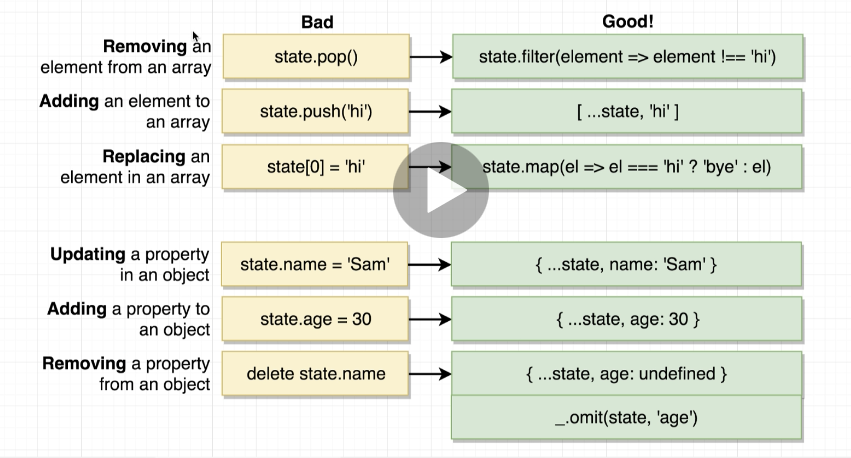 Bad
Good!
Removing an
element from an array
state.pop()
state.filter(element => element !== 'hi')
Adding an element to
an array
state.push('hi')
[ ...state, 'hi' ]
Replacing an
element in an array
state[0] = 'hi'
state.map(el => el === 'hi' ? 'bye' : el)
Updating a property
in an object
state.name = 'Sam'
{ ...state, name: 'Sam' }
Adding a property to
an object
state.age = 30
{ ...state, age: 30 }
Removing a property
from an object
delete state.name
{ ...state, age: undefined }
_.omit(state, 'age')